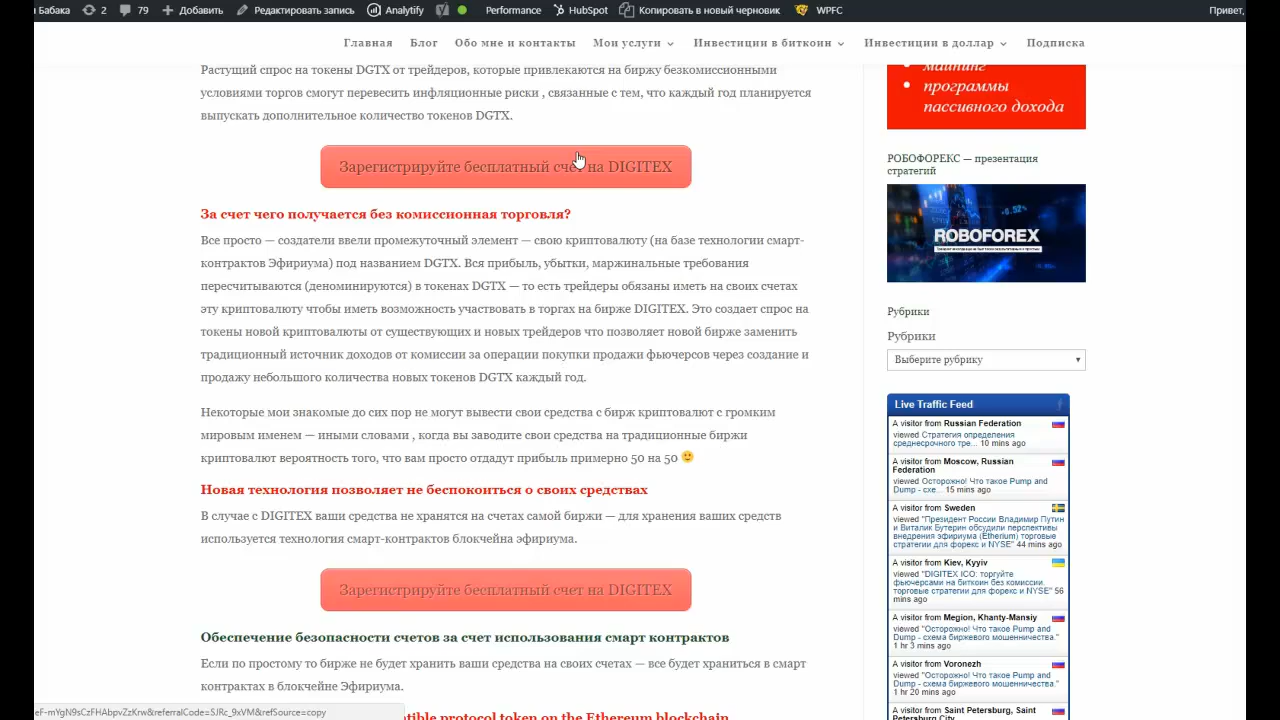 Бабака 2 79 Добавить Редактировать запись Analytify Performance HubSpot Копировать в новый черновик WPFC Привет,
Главная Блог Обо мне и контакты Мои услуги Инвестиции в биткоин Инвестиции в доллар Подписка
Растущий спрос на токены DGTX от трейдеров, которые привлекаются на биржу безкомиссионными
условиями торгов смогут перевесить инфляционные риски , связанные с тем, что каждый год планируется
выпускать дополнительное количество токенов DGTX.
Зарегистрируйте бесплатный счет на DIGITEX
За счет чего получается без комиссионная торговля?
Все просто — создатели ввели промежуточный элемент — свою криптовалюту (на базе технологии смарт-
контрактов Эфириума) год названием DGTX. Вся прибыль, убытки, маржинальные требования
пересчитываются (деноминируются) в токенах DGTX — то есть трейдеры обязаны иметь на своих счетах
эту криптовалюту чтобы иметь возможность участвовать в торгах на бирже DIGITEX. Это создает спрос на
токены новой криптовалюты от существующих и новых трейдеров что позволяет новой бирже заменить
традиционный источник доходов от комиссии за операции покупки продажи фьючерсов через создание и
продажу небольшого количества новых токенов DGTX каждый год.
Некоторые мои знакомые до сих пор не могут вывести свои средства с бирж криптовалют с громким
мировым именем — иными словами , когда вы заводите свои средства на традиционные биржи
криптовалют вероятность того, что вам просто отдадут прибыль примерно 50 на 50
Новая технология позволяет не беспокоиться о своих средствах
В случае с DIGITEX ваши средства не хранятся на счетах самой биржи — для хранения ваших средств
используется технология смарт-контрактов блокчейна эфириума.
Зарегистрируйте бесплатный счет на DIGITEX
Обеспечение безопасности счетов за счет использования смарт контрактов
Если по простому то бирже не будет хранить ваши средства на своих счетах — все будет храниться в смарт
контрактах в блокчейне Эфириума.
tible protocol token on the Ethereum blockchain
eF-mYgN9sCzFHAbpvZzKrw&referralCode=SJRc_9xVM&refSource=copy
майнинг
программы
пассивного дохода
РОБОФОРЕКС — презентация
стратегий
+0.52%
ROBOFOREX
Рубрики
Рубрики
Выберите рубрику
Live Traffic Feed
A visitor from Russian Federation
viewed Стратегия определения
среднесрочного тре... 10 mins ago
A visitor from Moscow, Russian
Federation
viewed Осторожно! Что такое Pump and
Dump - схе... 15 mins ago
A visitor from Sweden
viewed "Президент России Владимир Путин
и Виталик Бутерин обсудили перспективы
внедрения эфириума (Etherium) торговые
стратегии для форекс и NYSE" 44 mins ago
A visitor from Kiev, Kyyiv
viewed "DIGITEX ICO: торгуйте
фьючерсами на биткоин без комиссии.
торговые стратегии для форекс и NYSE" 56
mins ago
A visitor from Megion, Khanty-Mansiy
viewed "Осторожно! Что такое Pump and
Dump - схема биржевого мошенничества."
1 hr 3 mins ago
A visitor from Voronezh
viewed "Осторожно! Что такое Pump and
Dump - схема биржевого мошенничества."
1 hr 20 mins ago
A visitor from Saint Petersburg, Saint
Petersburg City